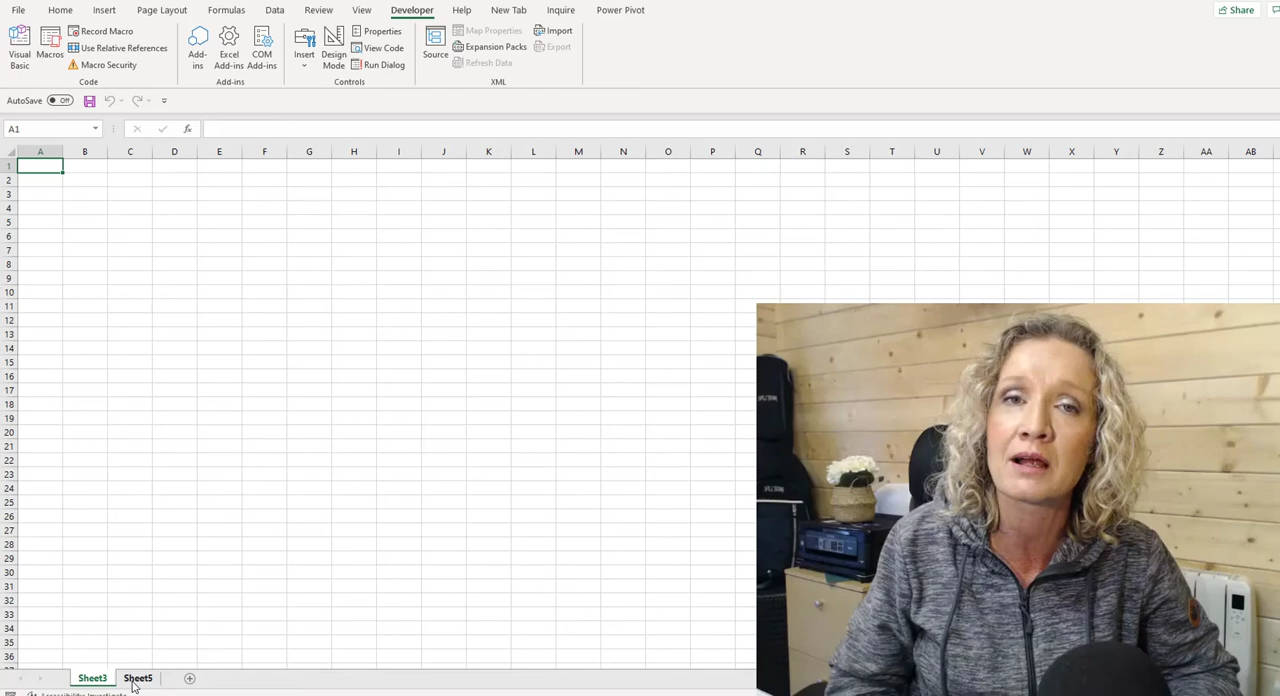 File Home Insert Page Layout Formulas Data Review View Developer Help New Tab Inquire Power Pivot Share
Visual Basic
Macros
Record Macro
Use Relative References
Macro Security
Code
Add-ins
Excel Add-ins
COM Add-ins
Add-ins
Insert
Design Mode
Properties
View Code
Run Dialog
Controls
Source
Map Properties
Expansion Packs
Refresh Data
Import
Export
XML
AutoSave Off
A1 fx
A B C D E F G H I J K L M N O P Q R S T U V W X Y Z AA AB
1
2
3
4
5
6
7
8
9
10
11
12
13
14
15
16
17
18
19
20
21
22
23
24
25
26
27
28
29
30
31
32
33
34
35
36
Sheet3 Sheet5